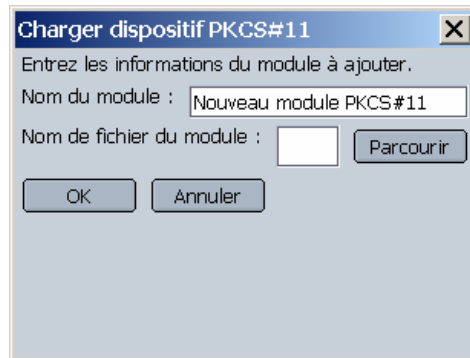 Charger dispositif PKCS#11
Entrez les informations du module à ajouter.
Nom du module : Nouveau module PKCS#11
Nom de fichier du module : Parcourir
OK Annuler